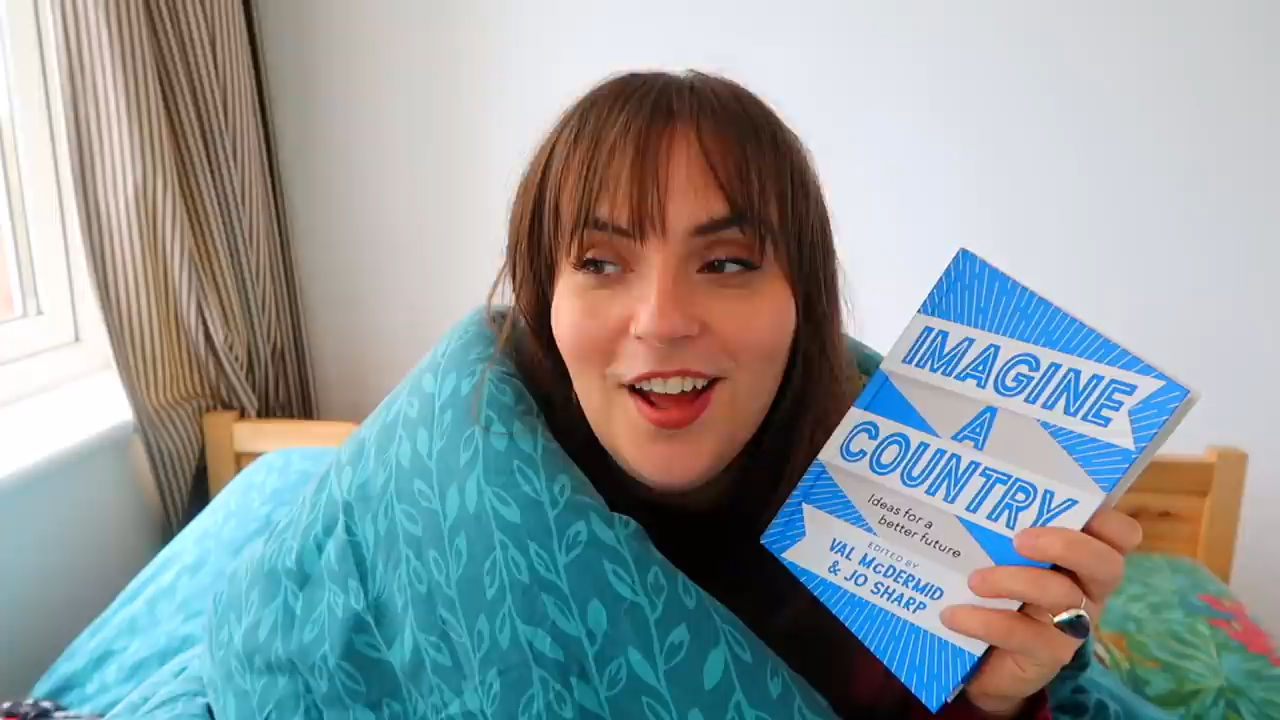 IMAGINE
A
COUNTRY
Ideas for a
better future
EDITED BY
VAL McDERMID
& JO SHARP